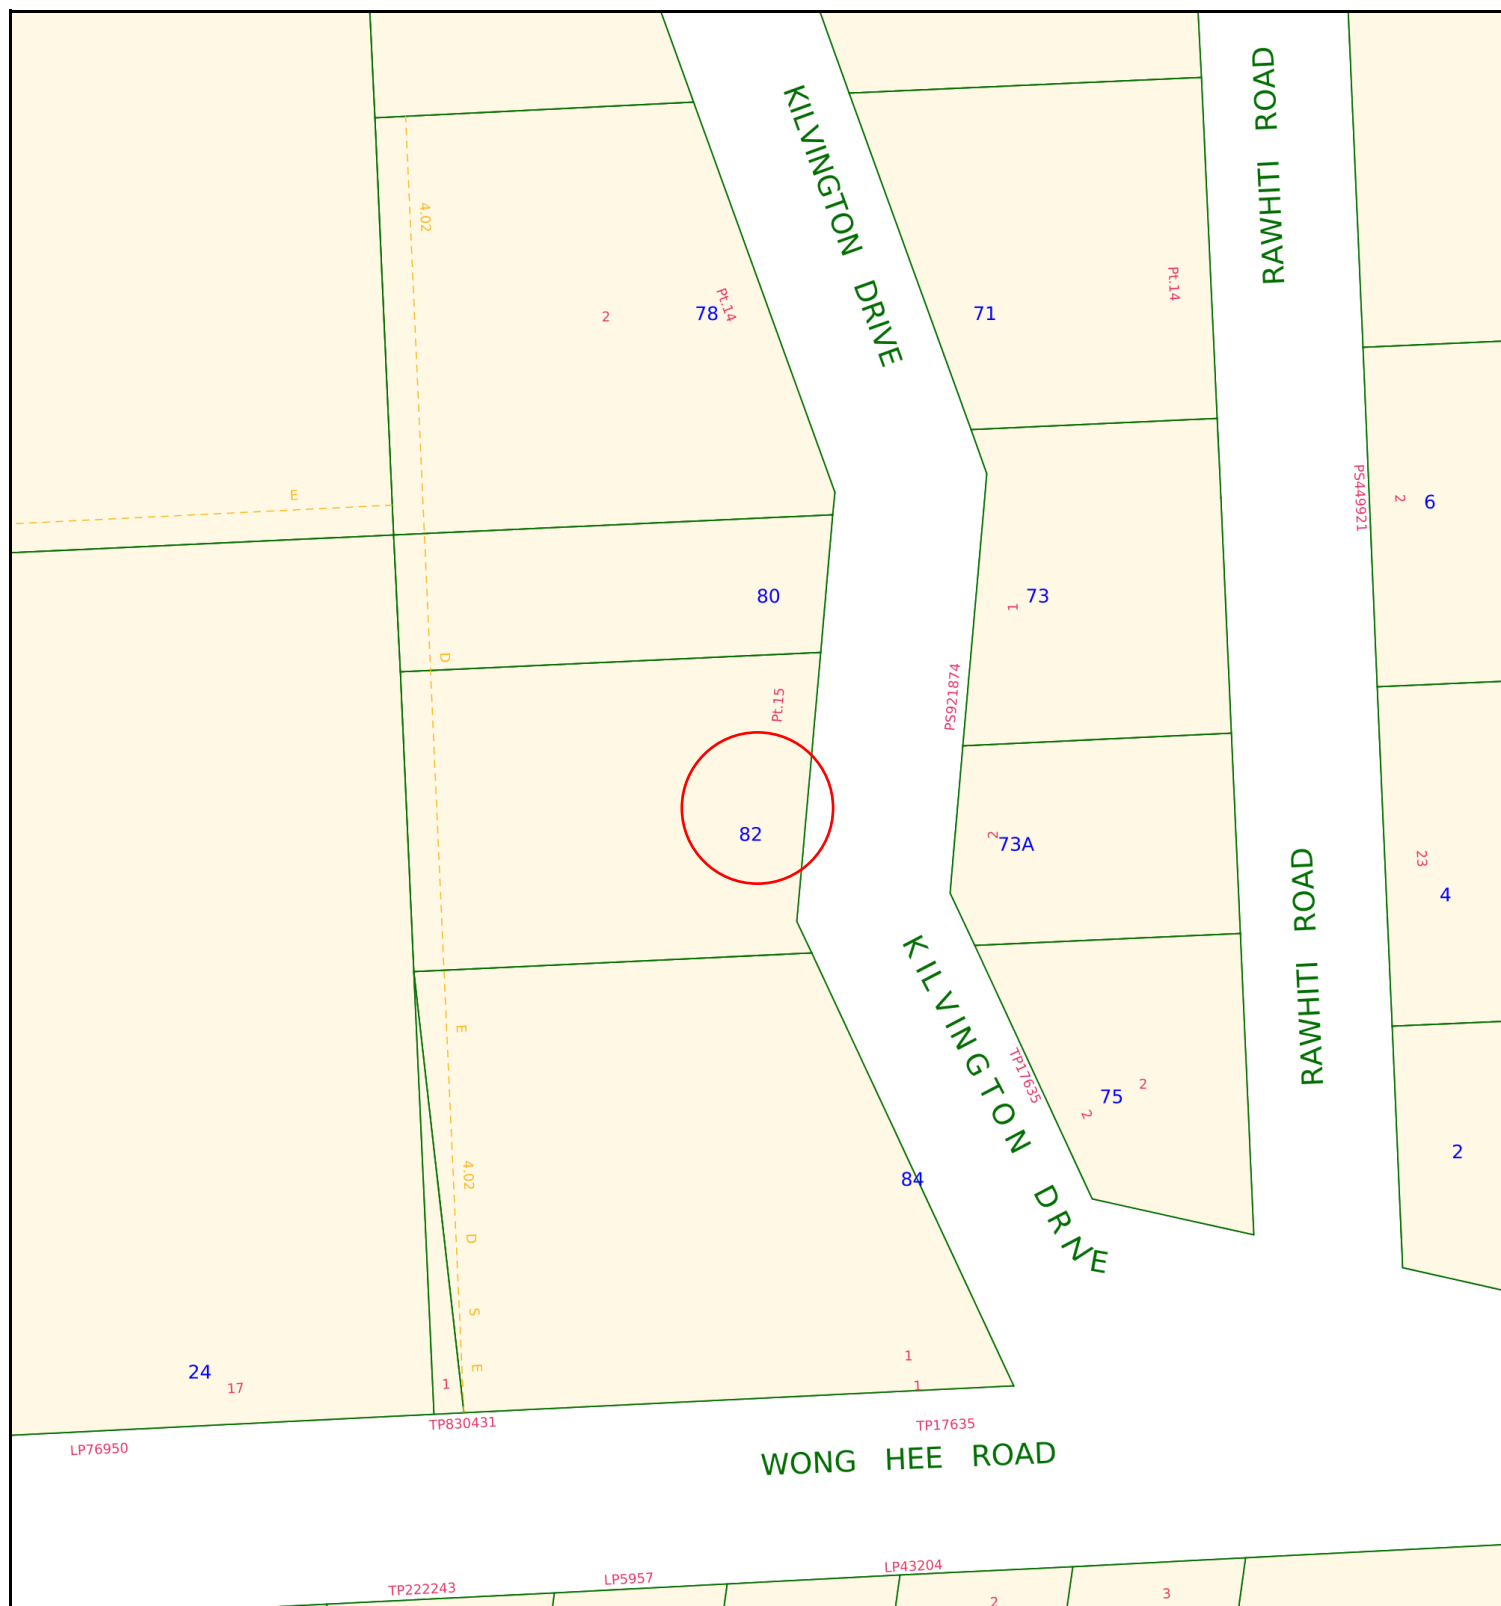 KILVINGTON DRIVE
RAWHITI ROAD
4.02
2
78
Pt.14
71
Pt.14
E
PS449921
2
6
80
1
73
D
Pt.15
PS921874
82
2
73A
23
4
KILVINGTON DRIVE
RAWHITI ROAD
E
TP17635
2
75
2
2
4.02
84
D
S
E
24
17
1
1
1
LP76950
TP830431
TP17635
WONG HEE ROAD
TP222243
LP5957
LP43204
2
3